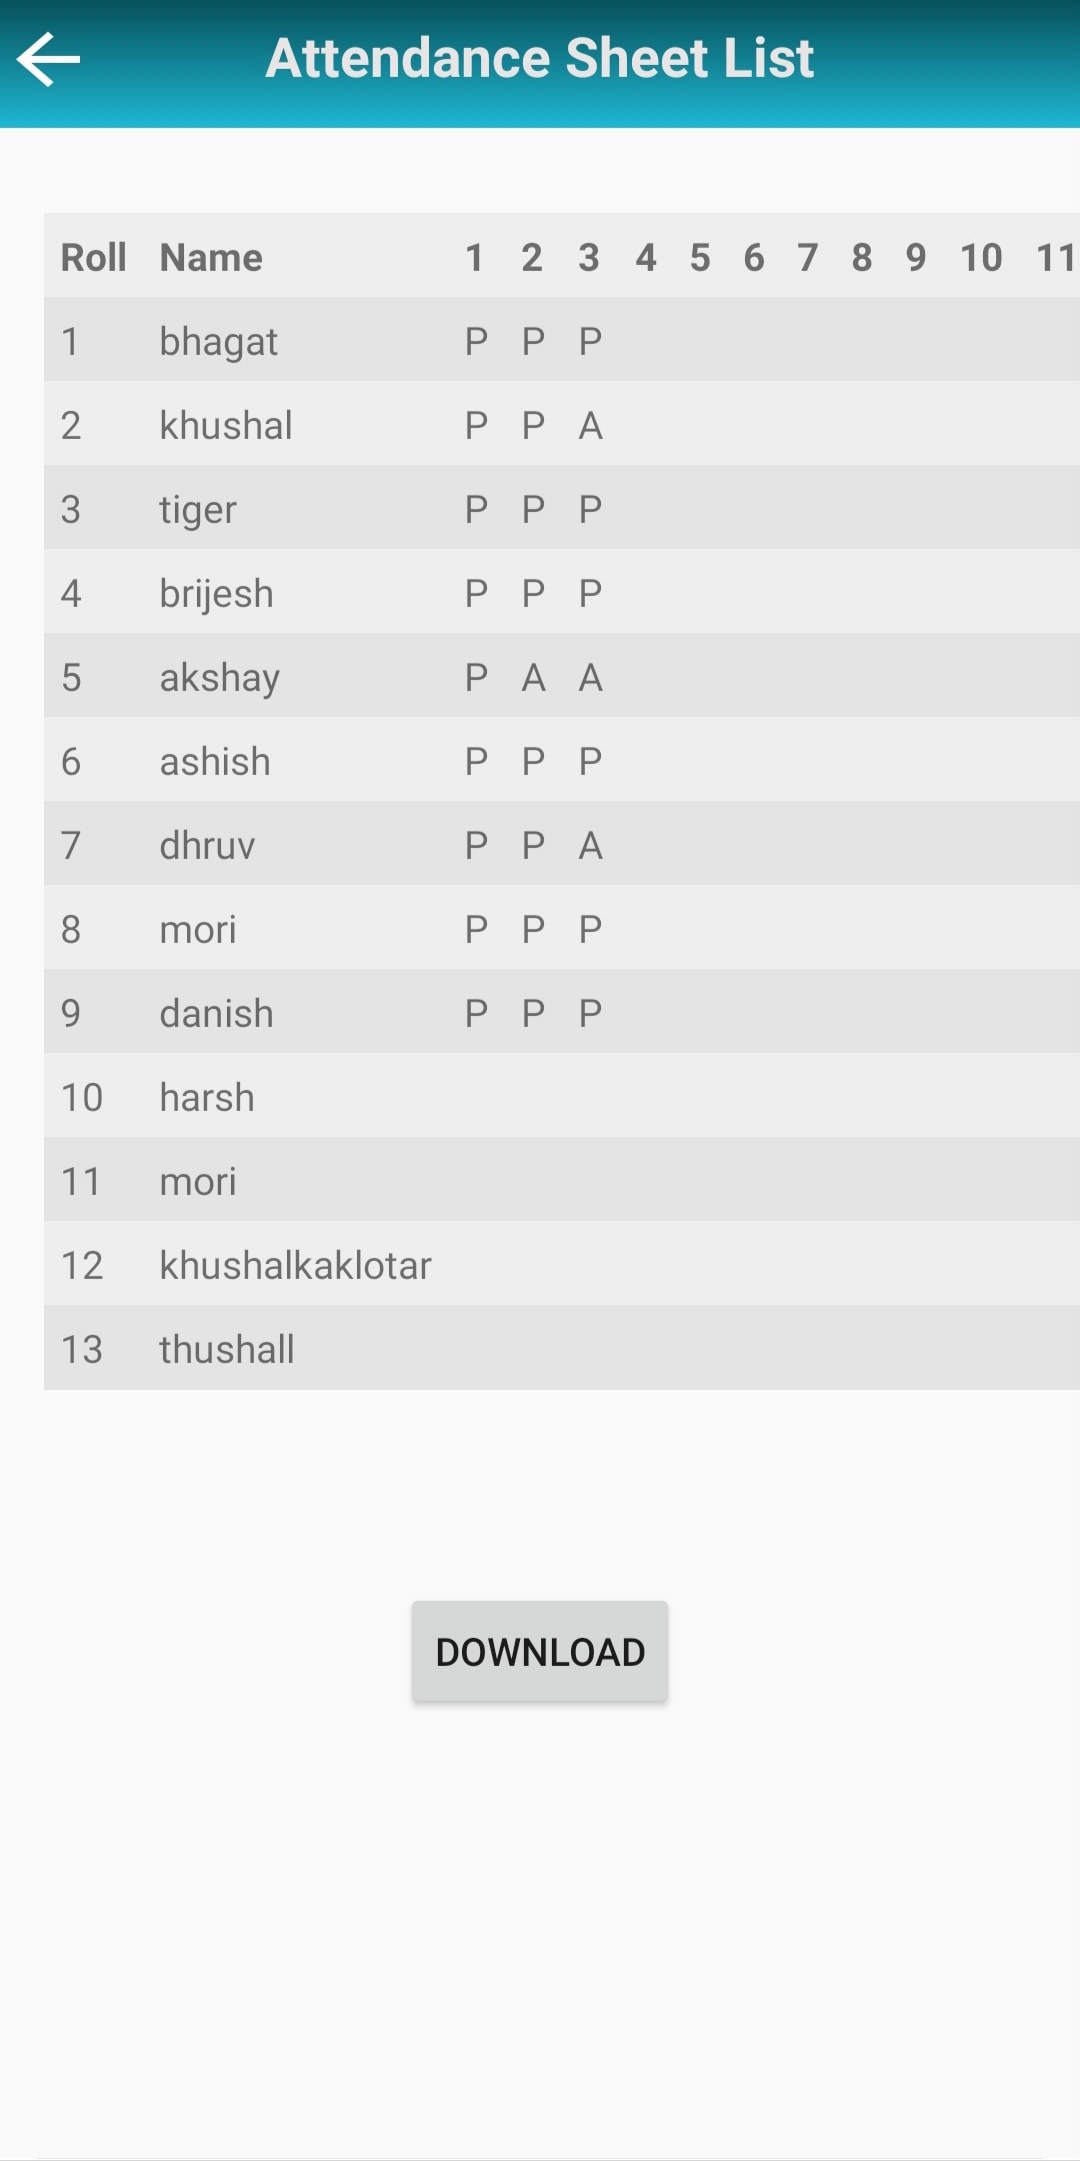 Attendance Sheet List
Roll Name 1 2 3 4 5 6 7 8 9 10 11
1 bhagat P P P
2 khushal P P A
3 tiger P P P
4 brijesh P P P
5 akshay P A A
6 ashish P P P
7 dhruv P P A
8 mori P P P
9 danish P P P
10 harsh
11 mori
12 khushalkaklotar
13 thushall
DOWNLOAD